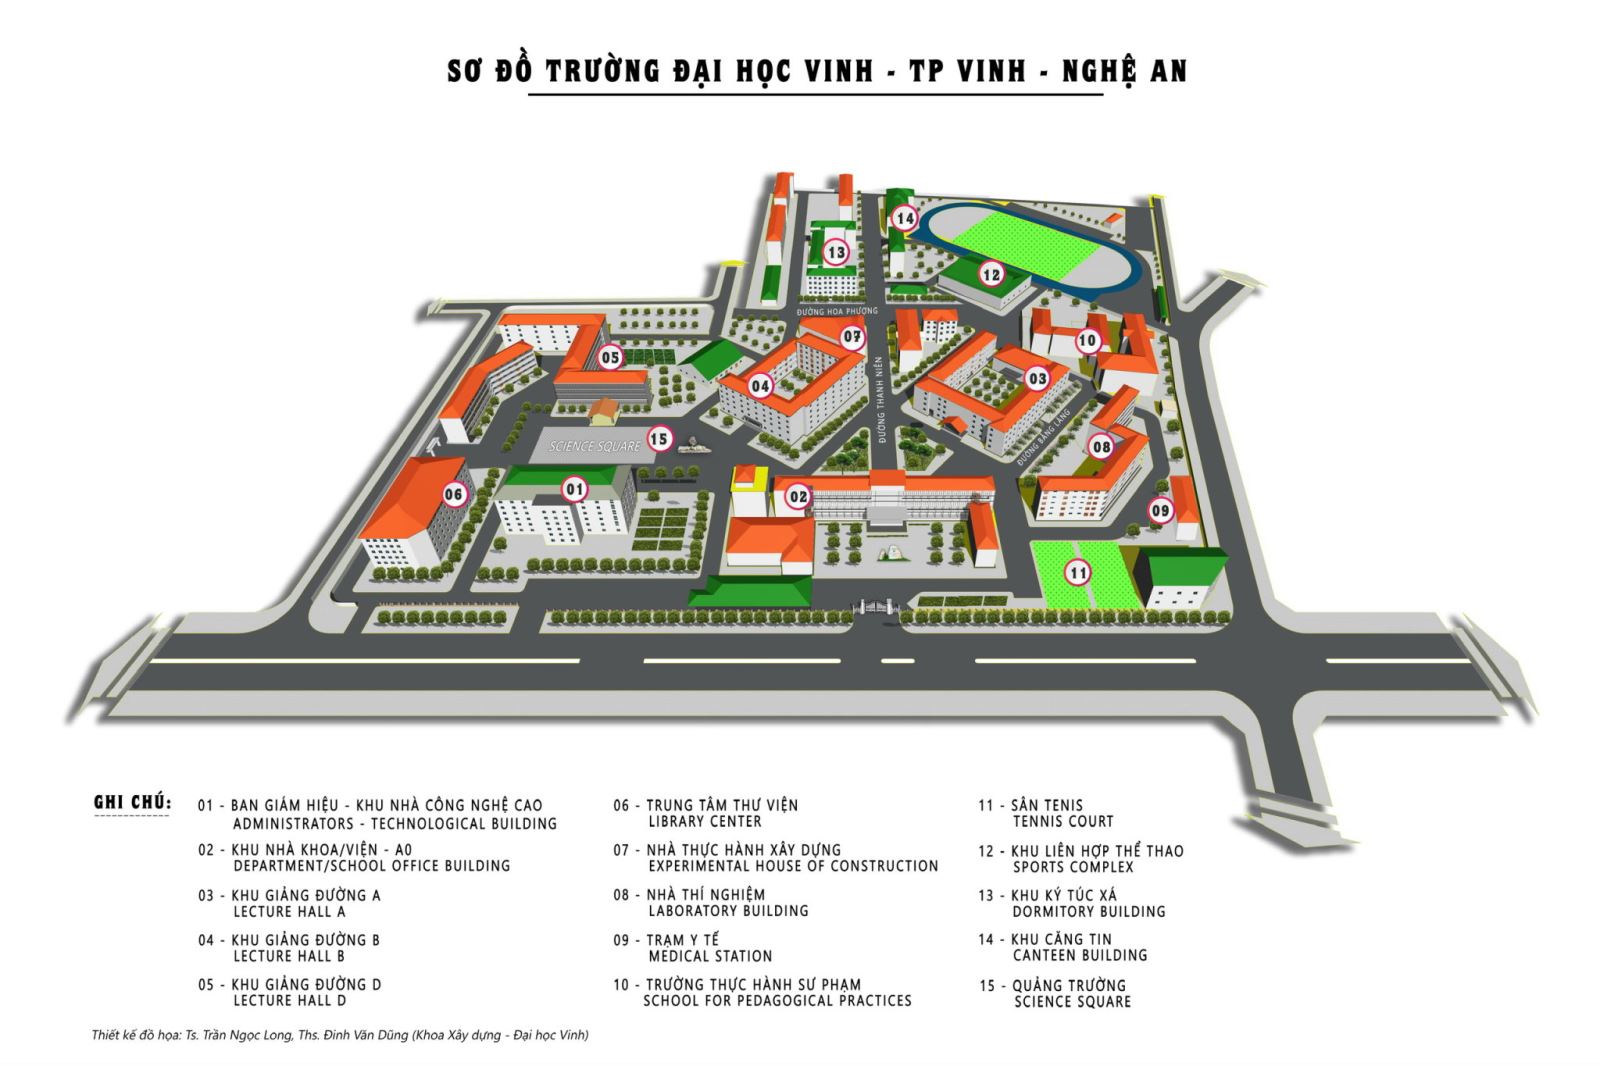 SƠ ĐỒ TRƯỜNG ĐẠI HỌC VINH - TP VINH - NGHỆ AN
14
13
12
ĐƯỜNG HOA PHƯỢNG
07
10
05
04
03
ĐƯỜNG THANH NIÊN
ĐƯỜNG BẰNG LĂNG
SCIENCE SQUARE
15
08
06
01
02
09
11
GHI CHÚ:
01 - BAN GIÁM HIỆU - KHU NHÀ CÔNG NGHỆ CAO
ADMINISTRATORS - TECHNOLOGICAL BUILDING
02 - KHU NHÀ KHOA/VIỆN - A0
DEPARTMENT/SCHOOL OFFICE BUILDING
03 - KHU GIẢNG ĐƯỜNG A
LECTURE HALL A
04 - KHU GIẢNG ĐƯỜNG B
LECTURE HALL B
05 - KHU GIẢNG ĐƯỜNG D
LECTURE HALL D
06 - TRUNG TÂM THƯ VIỆN
LIBRARY CENTER
07 - NHÀ THỰC HÀNH XÂY DỰNG
EXPERIMENTAL HOUSE OF CONSTRUCTION
08 - NHÀ THÍ NGHIỆM
LABORATORY BUILDING
09 - TRẠM Y TẾ
MEDICAL STATION
10 - TRƯỜNG THỰC HÀNH SƯ PHẠM
SCHOOL FOR PEDAGOGICAL PRACTICES
11 - SÂN TENIS
TENNIS COURT
12 - KHU LIÊN HỢP THỂ THAO
SPORTS COMPLEX
13 - KHU KÝ TÚC XÁ
DORMITORY BUILDING
14 - KHU CĂNG TIN
CANTEEN BUILDING
15 - QUẢNG TRƯỜNG
SCIENCE SQUARE
Thiết kế đồ họa: Ts. Trần Ngọc Long, Ths. Đinh Văn Dũng (Khoa Xây dựng - Đại học Vinh)